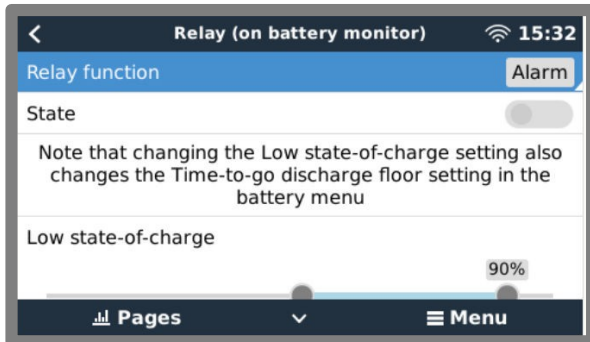 Relay (on battery monitor) 15:32
Relay function Alarm
State
Note that changing the Low state-of-charge setting also
changes the Time-to-go discharge floor setting in the
battery menu
Low state-of-charge
90%
Pages Menu